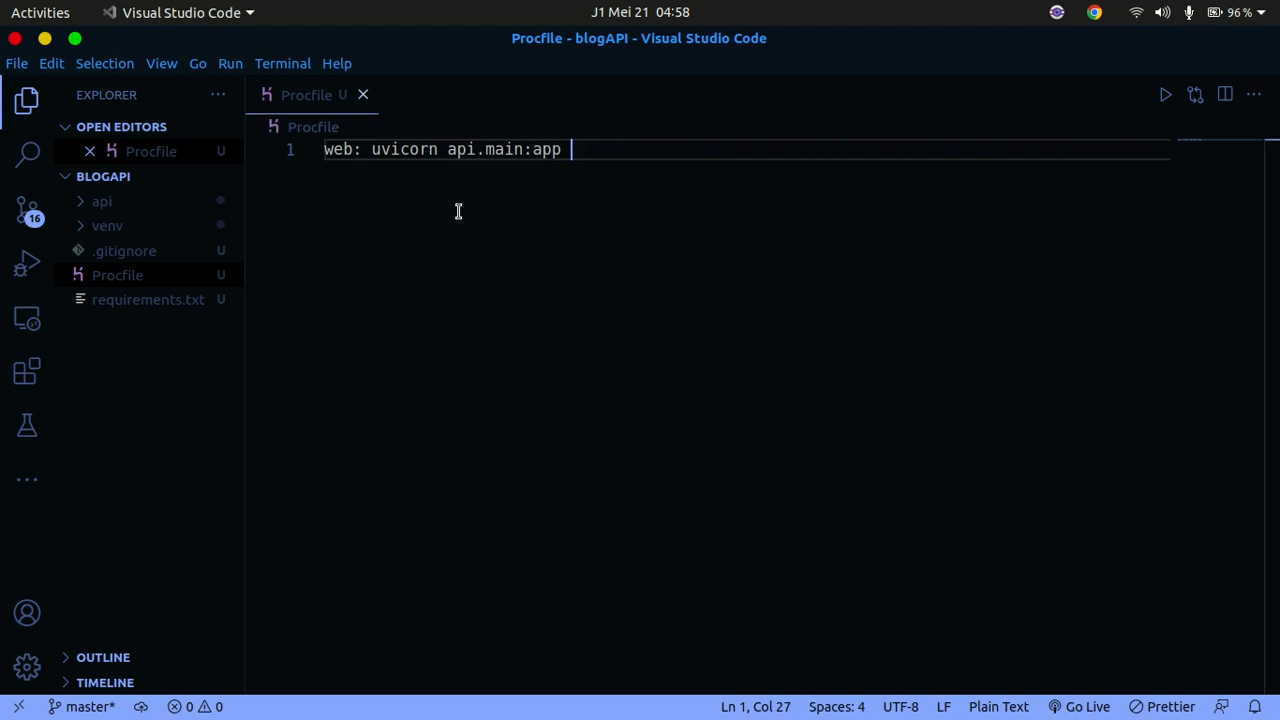 Activities Visual Studio Code J1 Mei 21 04:58 96 %
Procfile - blogAPI - Visual Studio Code
File Edit Selection View Go Run Terminal Help
EXPLORER
Procfile U
OPEN EDITORS
Procfile U
Procfile
1 web: uvicorn api.main:app
BLOGAPI
api
venv
.gitignore U
Procfile U
requirements.txt U
16
OUTLINE
TIMELINE
master* 0 0 Ln 1, Col 27 Spaces: 4 UTF-8 LF Plain Text Go Live Prettier